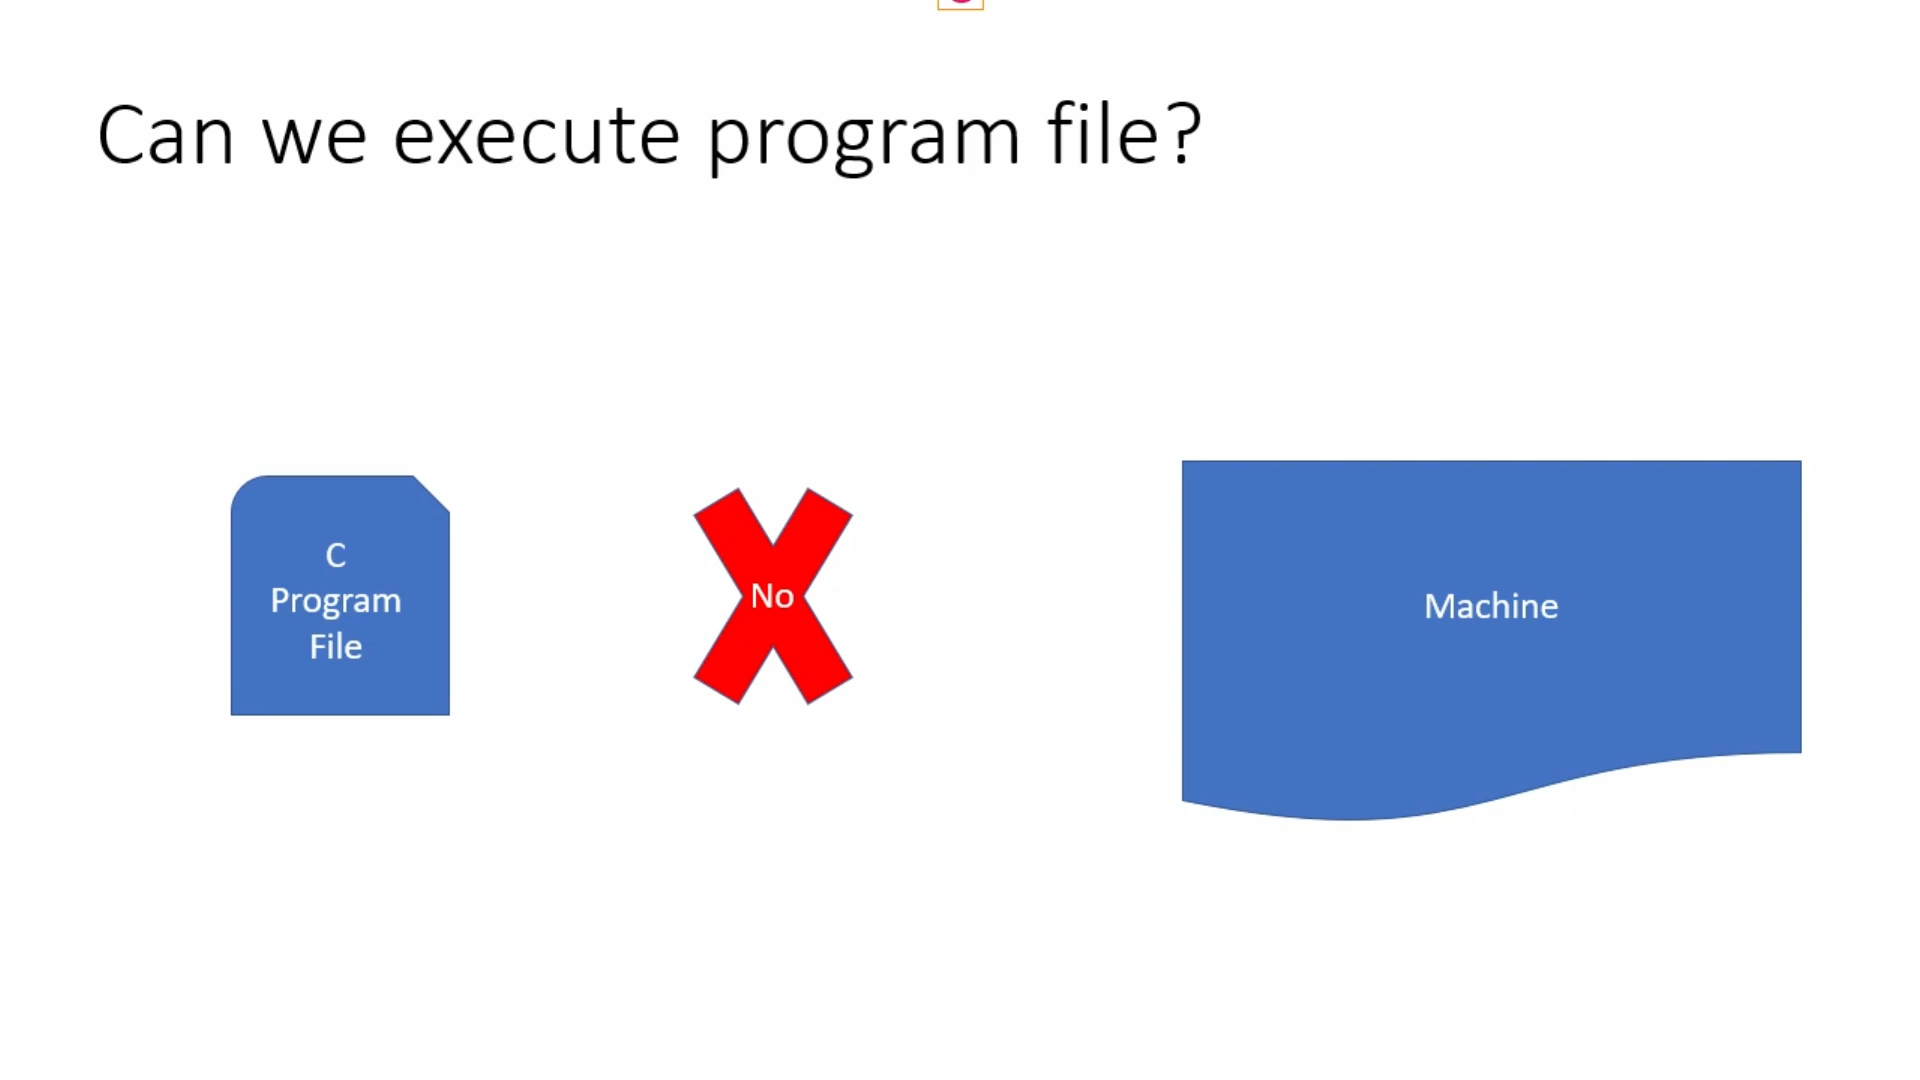 Can we execute program file?
C
Program
File
No
Machine